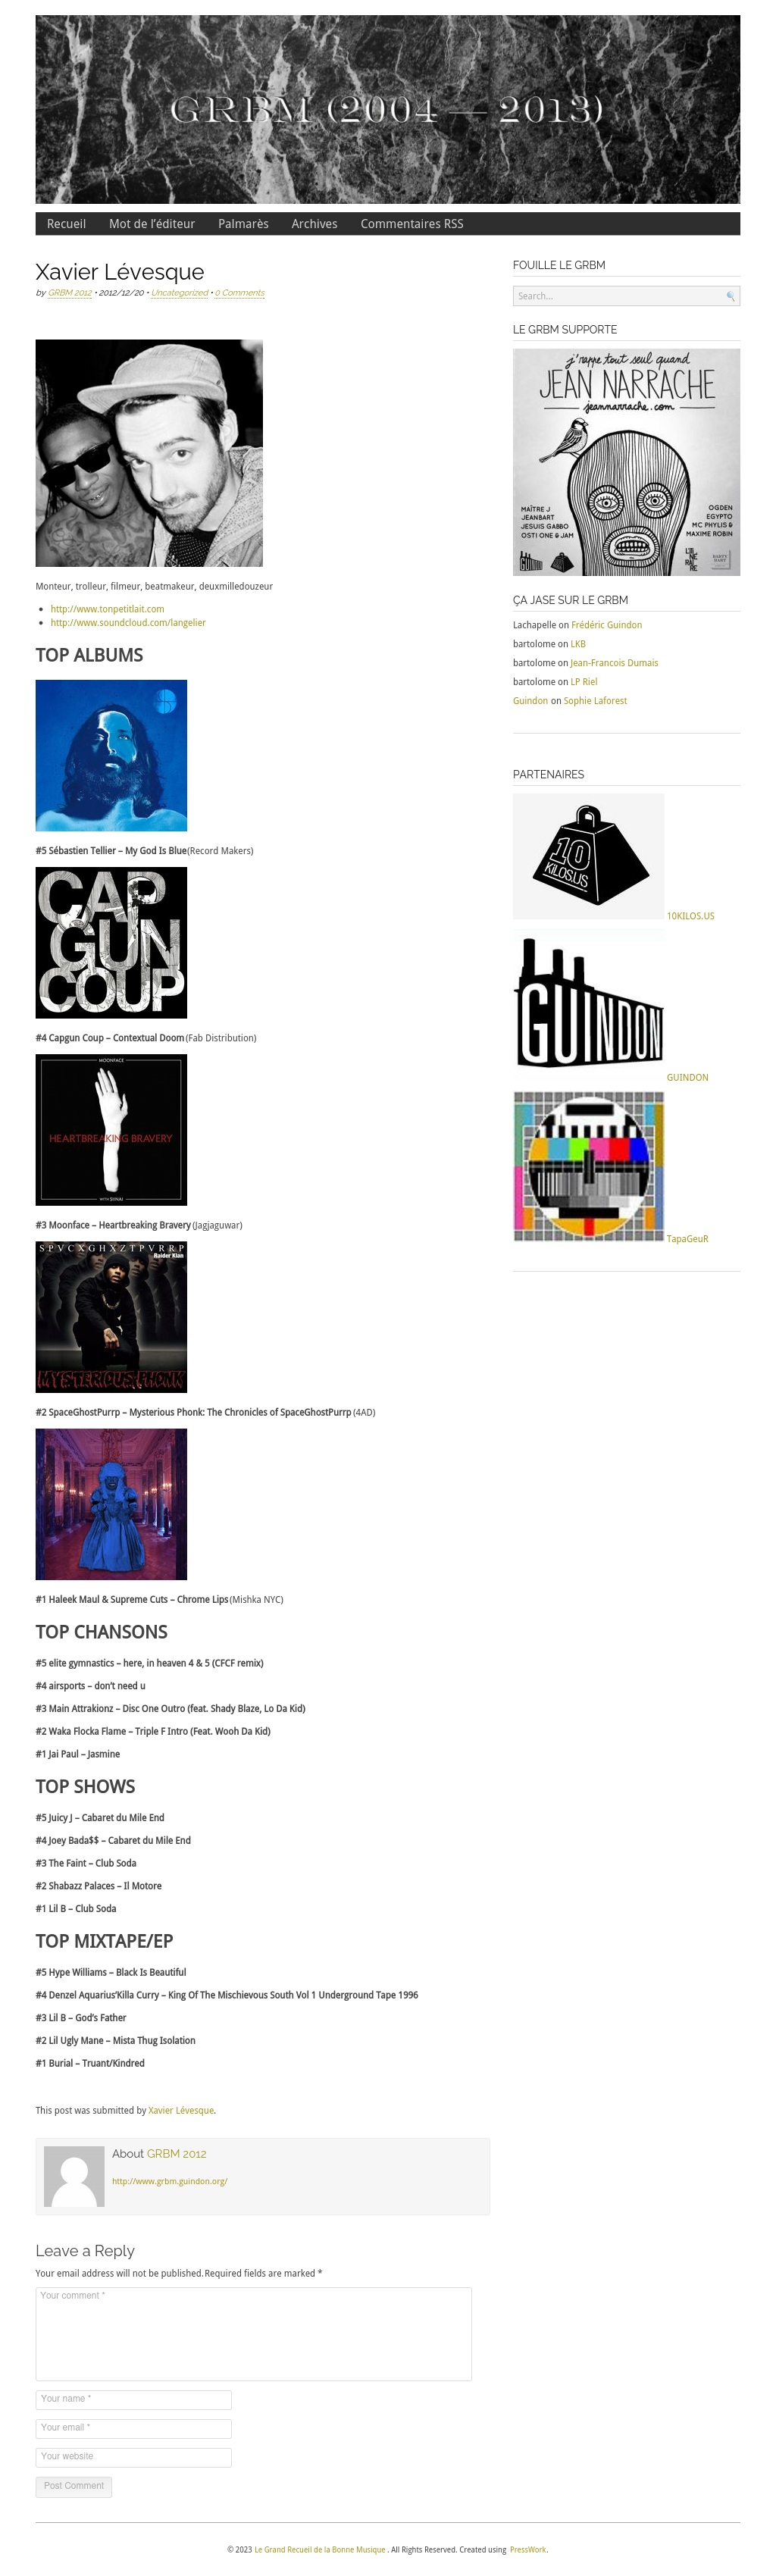 GRBM (2004 — 2013)
Recueil Mot de l'éditeur Palmarès Archives Commentaires RSS
Xavier Lévesque
by GRBM 2012 • 2012/12/20 • Uncategorized • 0 Comments
Monteur, trolleur, filmeur, beatmakeur, deuxmilledouzeur
http://www.tonpetitlait.com
http://www.soundcloud.com/langelier
TOP ALBUMS
#5 Sébastien Tellier – My God Is Blue(Record Makers)
CAP
GUN
COUP
#4 Capgun Coup – Contextual Doom (Fab Distribution)
MOONFACE
HEARTBREAKING BRAVERY
WITH SIINAI
#3 Moonface – Heartbreaking Bravery (Jagjaguwar)
SPVCXGHXZTPVRRP
Raider Klan
MYSTERIOUS PHONK
#2 SpaceGhostPurrp – Mysterious Phonk: The Chronicles of SpaceGhostPurrp (4AD)
#1 Haleek Maul & Supreme Cuts – Chrome Lips (Mishka NYC)
TOP CHANSONS
#5 elite gymnastics – here, in heaven 4 & 5 (CFCF remix)
#4 airsports – don't need u
#3 Main Attrakionz – Disc One Outro (feat. Shady Blaze, Lo Da Kid)
#2 Waka Flocka Flame – Triple F Intro (Feat. Wooh Da Kid)
#1 Jai Paul – Jasmine
TOP SHOWS
#5 Juicy J – Cabaret du Mile End
#4 Joey Bada$$ – Cabaret du Mile End
#3 The Faint – Club Soda
#2 Shabazz Palaces – Il Motore
#1 Lil B – Club Soda
TOP MIXTAPE/EP
#5 Hype Williams – Black Is Beautiful
#4 Denzel Aquarius'Killa Curry – King Of The Mischievous South Vol 1 Underground Tape 1996
#3 Lil B – God's Father
#2 Lil Ugly Mane – Mista Thug Isolation
#1 Burial – Truant/Kindred
This post was submitted by Xavier Lévesque.
About GRBM 2012
http://www.grbm.guindon.org/
Leave a Reply
Your email address will not be published. Required fields are marked *
Your comment *
Your name *
Your email *
Your website
Post Comment
FOUILLE LE GRBM
Search...
LE GRBM SUPPORTE
j'rappe tout seul quand
JEAN NARRACHE
jeannarrache.com
MAÎTRE J
JEANBART
JESUIS GABBO
OSTI ONE & JAM
OGDEN
EGYPTO
MC PHYLIS &
MAXIME ROBIN
ÇA JASE SUR LE GRBM
Lachapelle on Frédéric Guindon
bartolome on LKB
bartolome on Jean-Francois Dumais
bartolome on LP Riel
Guindon on Sophie Laforest
PARTENAIRES
10
KILOS.US
10KILOS.US
GUINDON
GUINDON
TapaGeuR
© 2023 Le Grand Recueil de la Bonne Musique . All Rights Reserved. Created using PressWork.